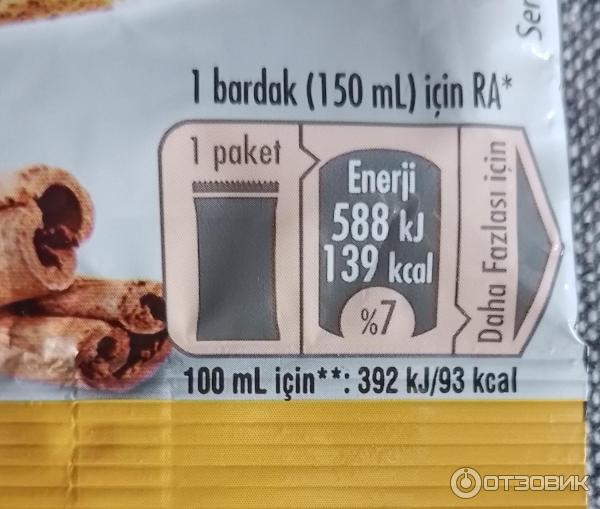 Ser
1 bardak (150 mL) için RA*
1 paket
Enerji
588 kJ
139 kcal
%7
Daha Fazlası için
100 mL için**: 392 kJ/93 kcal
ОТЗОВИК